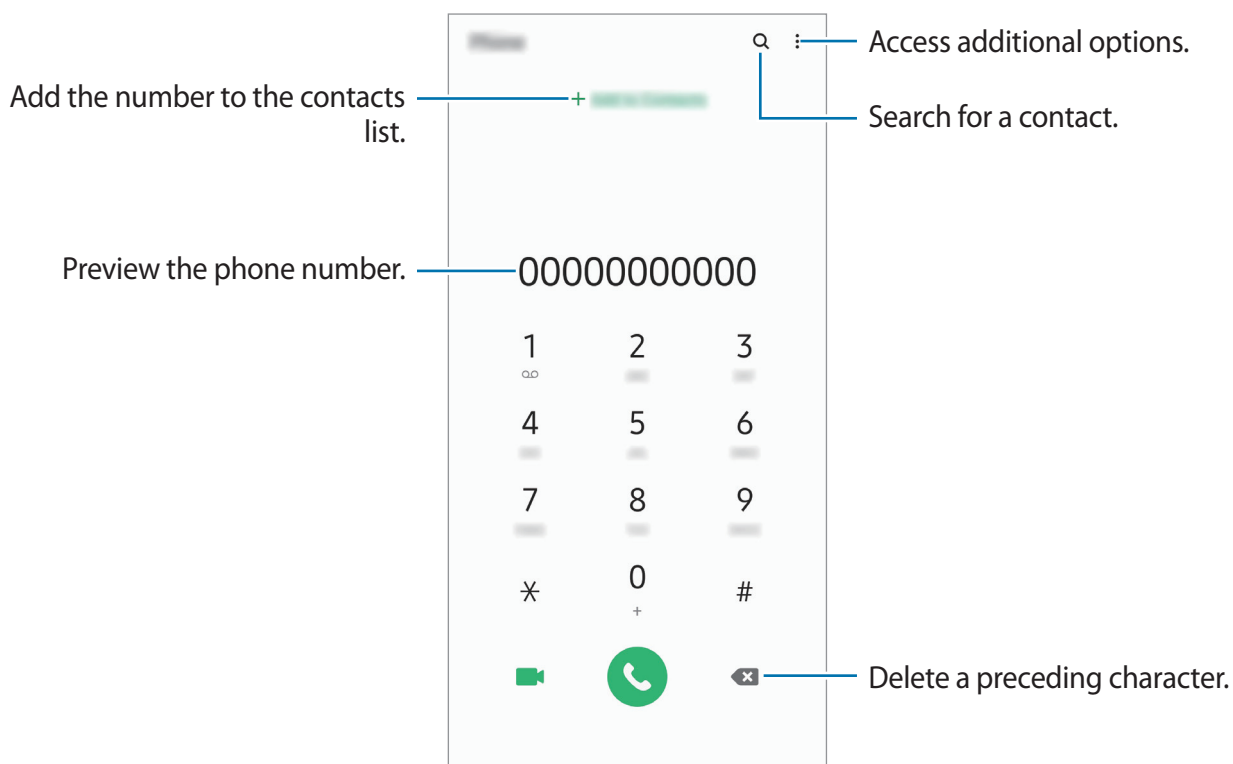 Access additional options.
Add the number to the contacts
list.
Search for a contact.
Preview the phone number.
00000000000
1 2 3
4 5 6
7 8 9
* 0 #
+
Delete a preceding character.